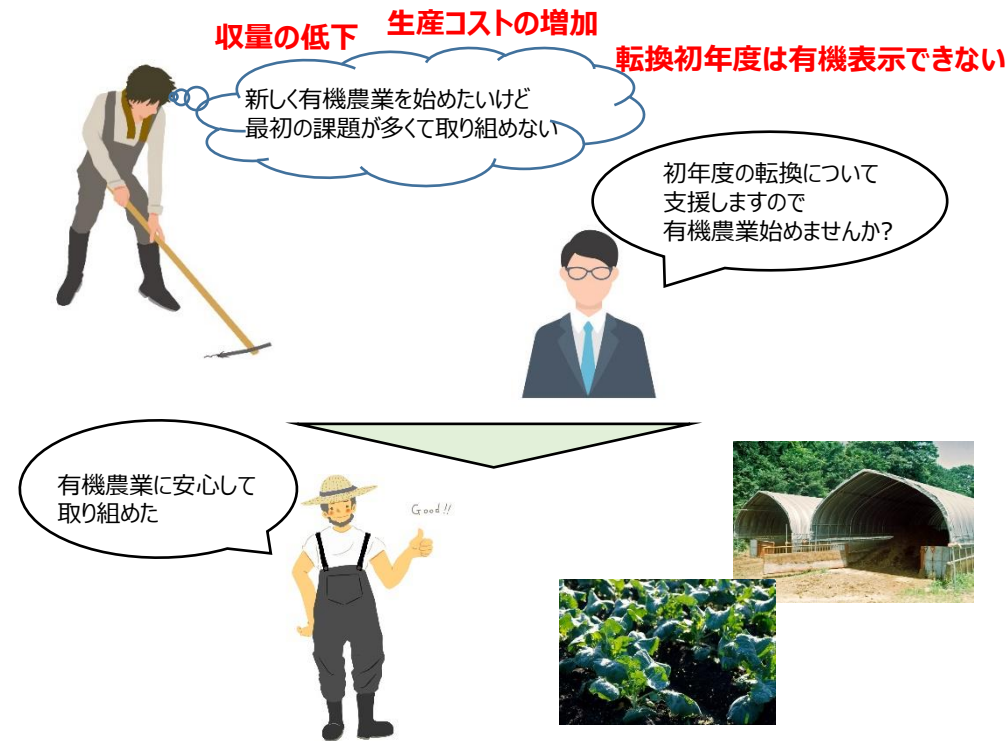 収量の低下
生産コストの増加
転換初年度は有機表示できない
新しく有機農業を始めたいけど
最初の課題が多くて取り組めない
初年度の転換について
支援しますので
有機農業始めませんか?
有機農業に安心して
取り組めた
Good!!